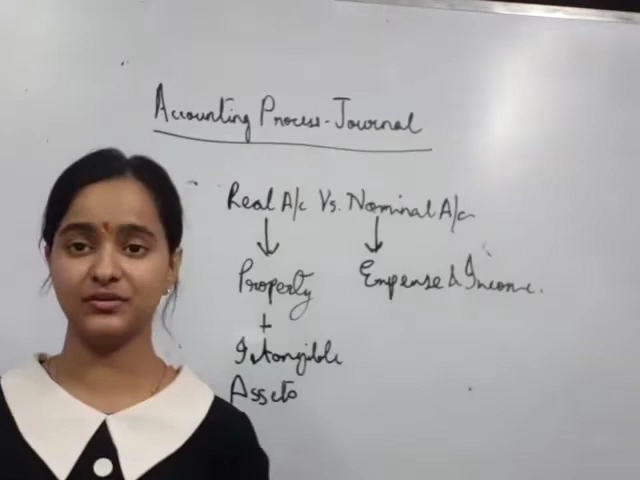 Accounting Process-Journal
Real A/c Vs. Nominal A/c
Property
Expense & Income.
+
Intangible
Assets